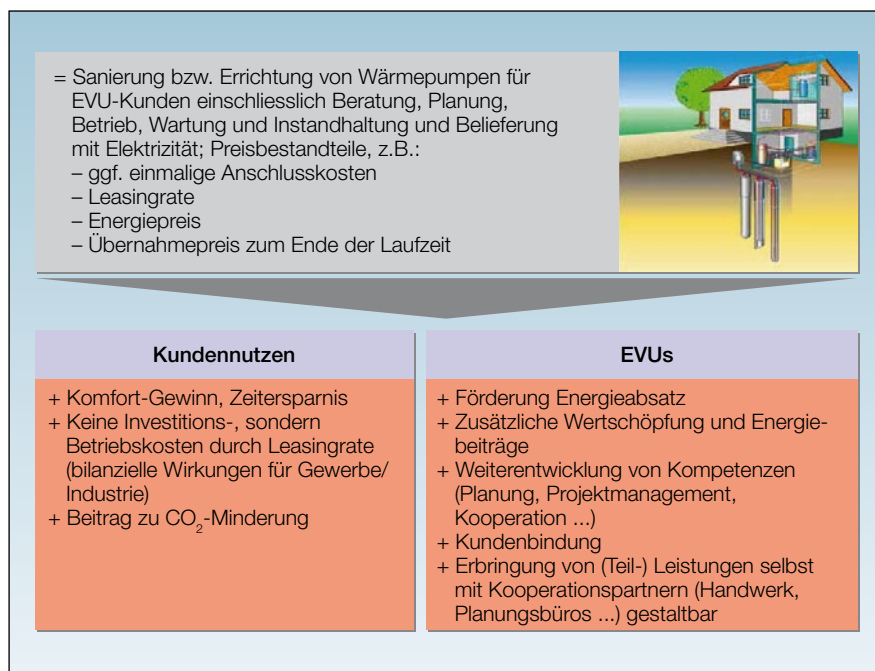 = Sanierung bzw. Errichtung von Wärmepumpen für
EVU-Kunden einschliesslich Beratung, Planung,
Betrieb, Wartung und Instandhaltung und Belieferung
mit Elektrizität; Preisbestandteile, z.B.:
– ggf. einmalige Anschlusskosten
– Leasingrate
– Energiepreis
– Übernahmepreis zum Ende der Laufzeit
Kundennutzen
+ Komfort-Gewinn, Zeitersparnis
+ Keine Investitions-, sondern
Betriebskosten durch Leasingrate
(bilanzielle Wirkungen für Gewerbe/
Industrie)
+ Beitrag zu CO₂-Minderung
EVUs
+ Förderung Energieabsatz
+ Zusätzliche Wertschöpfung und Energie-
beiträge
+ Weiterentwicklung von Kompetenzen
(Planung, Projektmanagement,
Kooperation ...)
+ Kundenbindung
+ Erbringung von (Teil-) Leistungen selbst
mit Kooperationspartnern (Handwerk,
Planungsbüros ...) gestaltbar